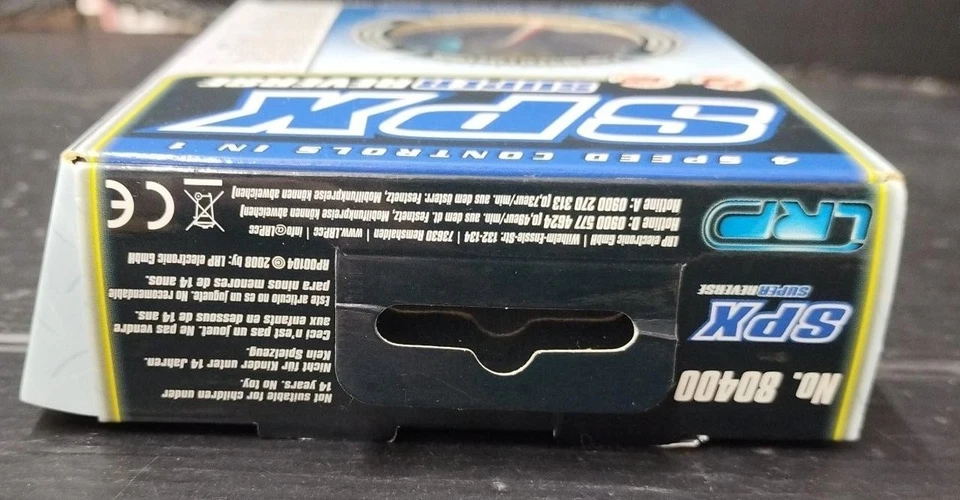 No. 80400
SPX
SUPER REVERSE
LRP
Not suitable for children under
14 years. No toy.
Nicht für Kinder unter 14 Jahren.
Kein Spielzeug.
Ceci n'est pas un jouet. Ne pas vendre
aux enfants en dessous de 14 ans.
Este articulo no es un juguete. No recomendable
para ninos menores de 14 anos.
RP00104 © 2008 by: LRP electronic GmbH
LRP electronic GmbH | Wilhelm-Enssle-Str. 132-134 | 73630 Remshalden | www.LRP.cc | info@LRP.cc
Hotline: D: 0900 577 4624 (0,49eur/min. aus dem dt. Festnetz, Mobilfunkpreise können abweichen)
Hotline: A: 0900 270 313 (0,73eur/min. aus dem österr. Festnetz, Mobilfunkpreise können abweichen)
CE
4 SPEED CONTROLS IN 1
SPX
SUPER REVERSE